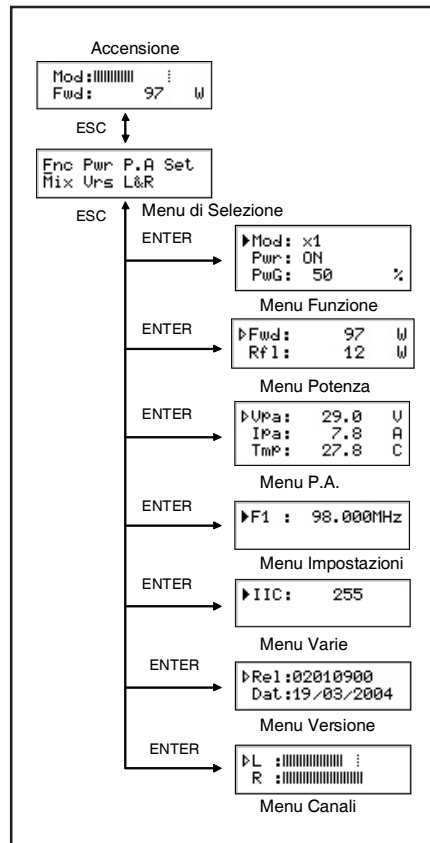 Accensione
Mod:
Fwd: 97 W
ESC
Fnc Pwr P.A Set
Mix Vrs L&R
ESC
Menu di Selezione
ENTER
▶Mod: x1
Pwr: ON
PwG: 50 %
Menu Funzione
ENTER
▷Fwd: 97 W
Rfl: 12 W
Menu Potenza
ENTER
▷Vpa: 29.0 V
Ipa: 7.8 A
Tmp: 27.8 C
Menu P.A.
ENTER
▶F1 : 98.000MHz
Menu Impostazioni
ENTER
▶IIC: 255
Menu Varie
ENTER
▷Rel:02010900
Dat:19/03/2004
Menu Versione
ENTER
▷L :
R :
Menu Canali